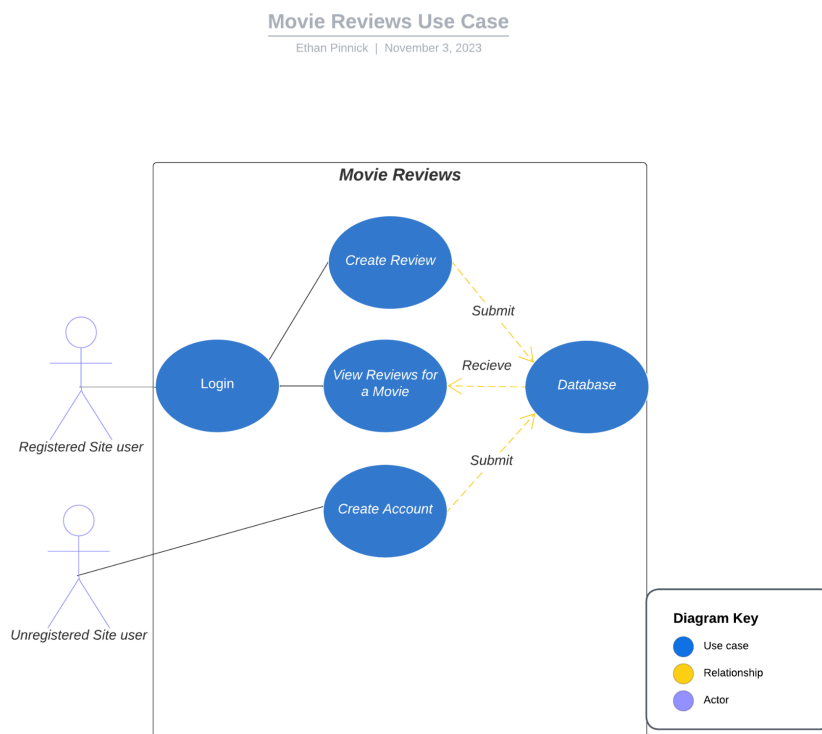 Movie Reviews Use Case
Ethan Pinnick | November 3, 2023
Movie Reviews
Create Review
Submit
Login
View Reviews for
a Movie
Recieve
Database
Registered Site user
Submit
Create Account
Unregistered Site user
Diagram Key
Use case
Relationship
Actor